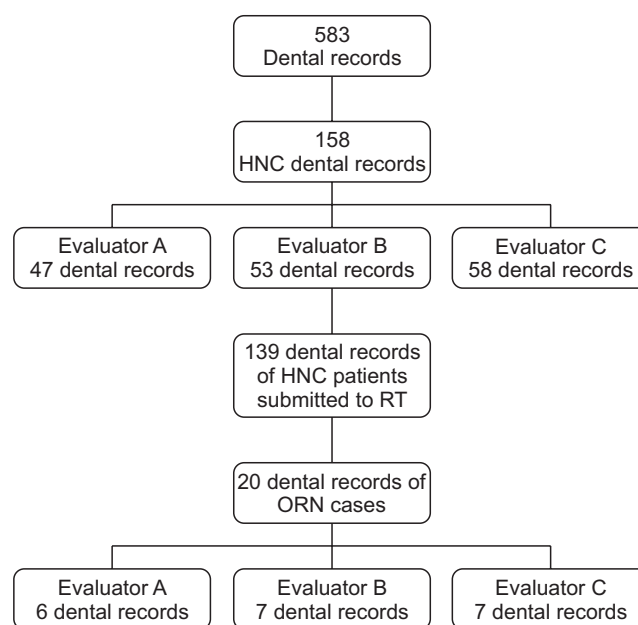 583
Dental records
158
HNC dental records
Evaluator A
47 dental records
Evaluator B
53 dental records
Evaluator C
58 dental records
139 dental records
of HNC patients
submitted to RT
20 dental records of
ORN cases
Evaluator A
6 dental records
Evaluator B
7 dental records
Evaluator C
7 dental records